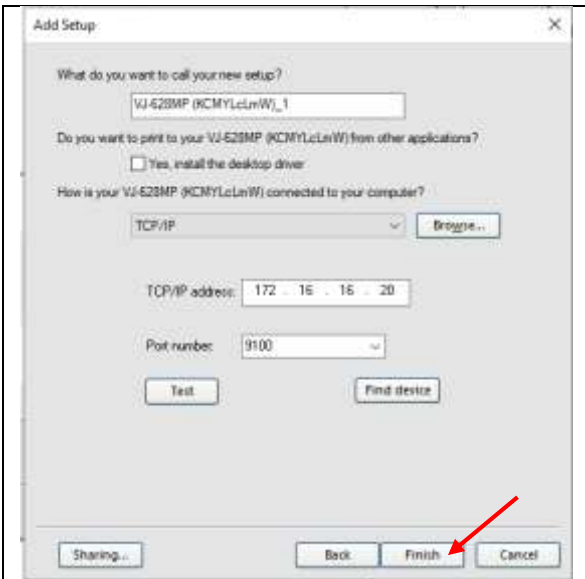 Add Setup
What do you want to call your new setup?
VJ-628MP (KCMYLcLmW)_1
Do you want to print to your VJ-628MP (KCMYLcLmW) from other applications?
Yes, install the desktop driver
How is your VJ-628MP (KCMYLcLmW) connected to your computer?
TCP/IP Browse...
TCP/IP address: 172 . 16 . 16 . 20
Port number: 9100
Test Find device
Sharing... Back Finish Cancel